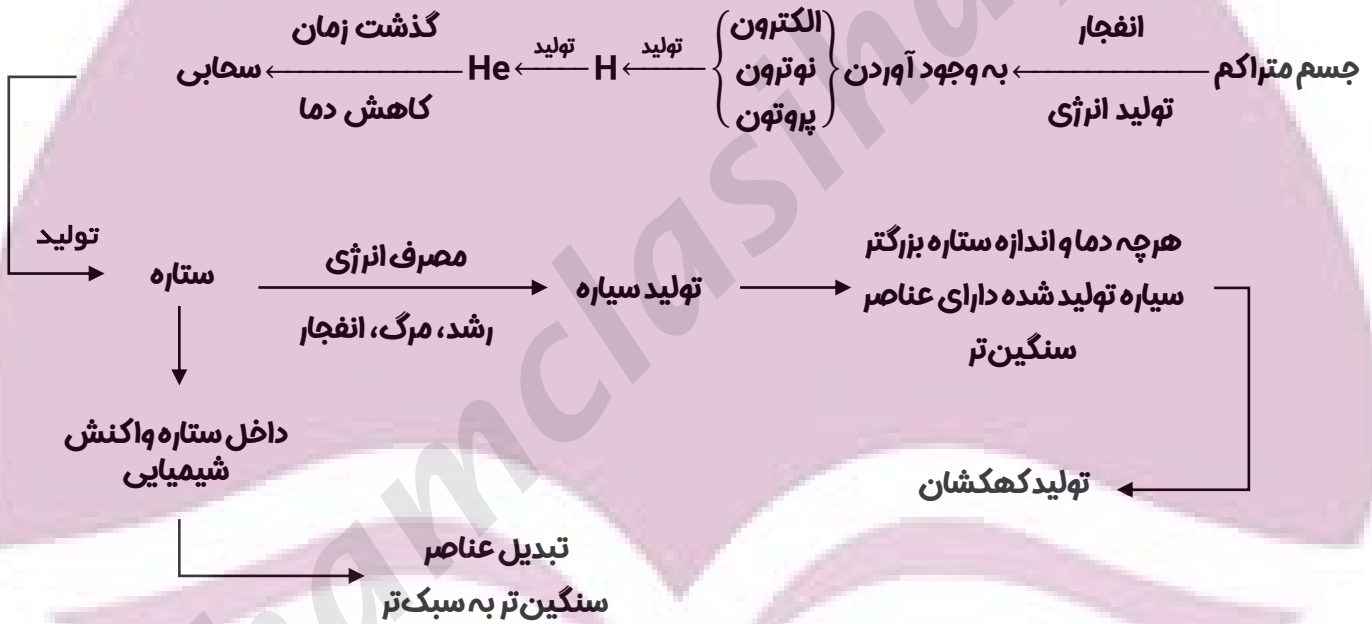 انفجار
جسم متراکم
تولید انرژی
به وجود آوردن
الکترون
نوترون
پروتون
تولید
H
تولید
He
گذشت زمان
کاهش دما
سحابی
تولید
ستاره
مصرف انرژی
رشد، مرگ، انفجار
تولید سیاره
هرچه دما و اندازه ستاره بزرگتر
سیاره تولید شده دارای عناصر
سنگین‌تر
تولید کهکشان
داخل ستاره واکنش
شیمیایی
تبدیل عناصر
سنگین‌تر به سبک‌تر